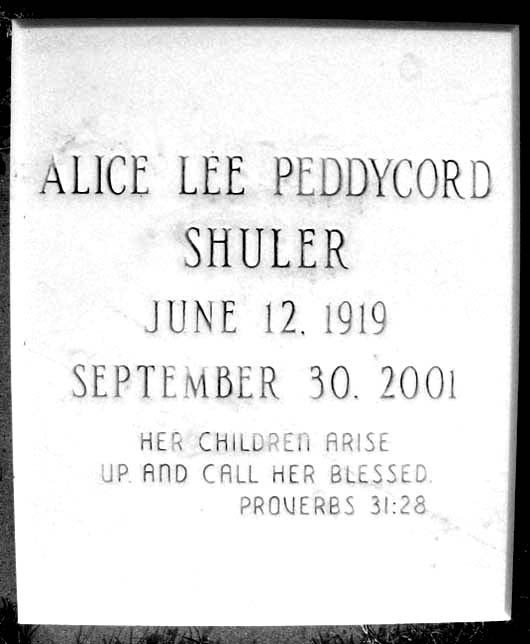 ALICE LEE PEDDYCORD
SHULER
JUNE 12, 1919
SEPTEMBER 30, 2001
HER CHILDREN ARISE
UP. AND CALL HER BLESSED.
PROVERBS 31:28